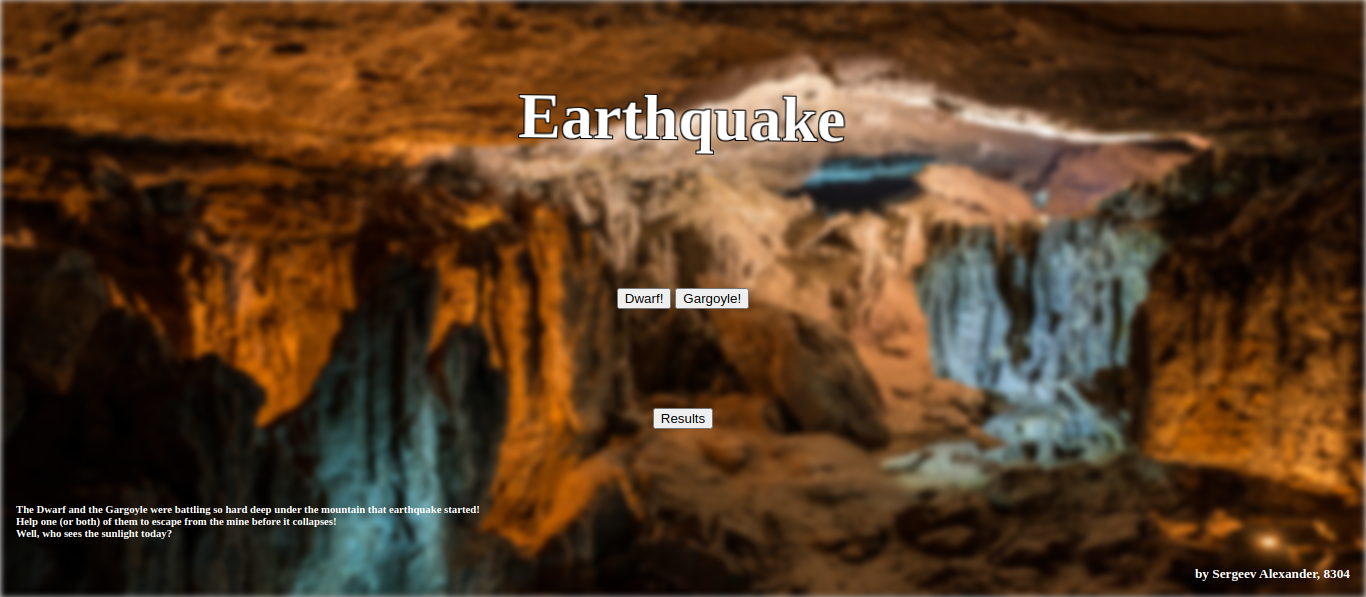 Earthquake
Dwarf! Gargoyle!
Results
The Dwarf and the Gargoyle were battling so hard deep under the mountain that earthquake started!
Help one (or both) of them to escape from the mine before it collapses!
Well, who sees the sunlight today?
by Sergeev Alexander, 8304